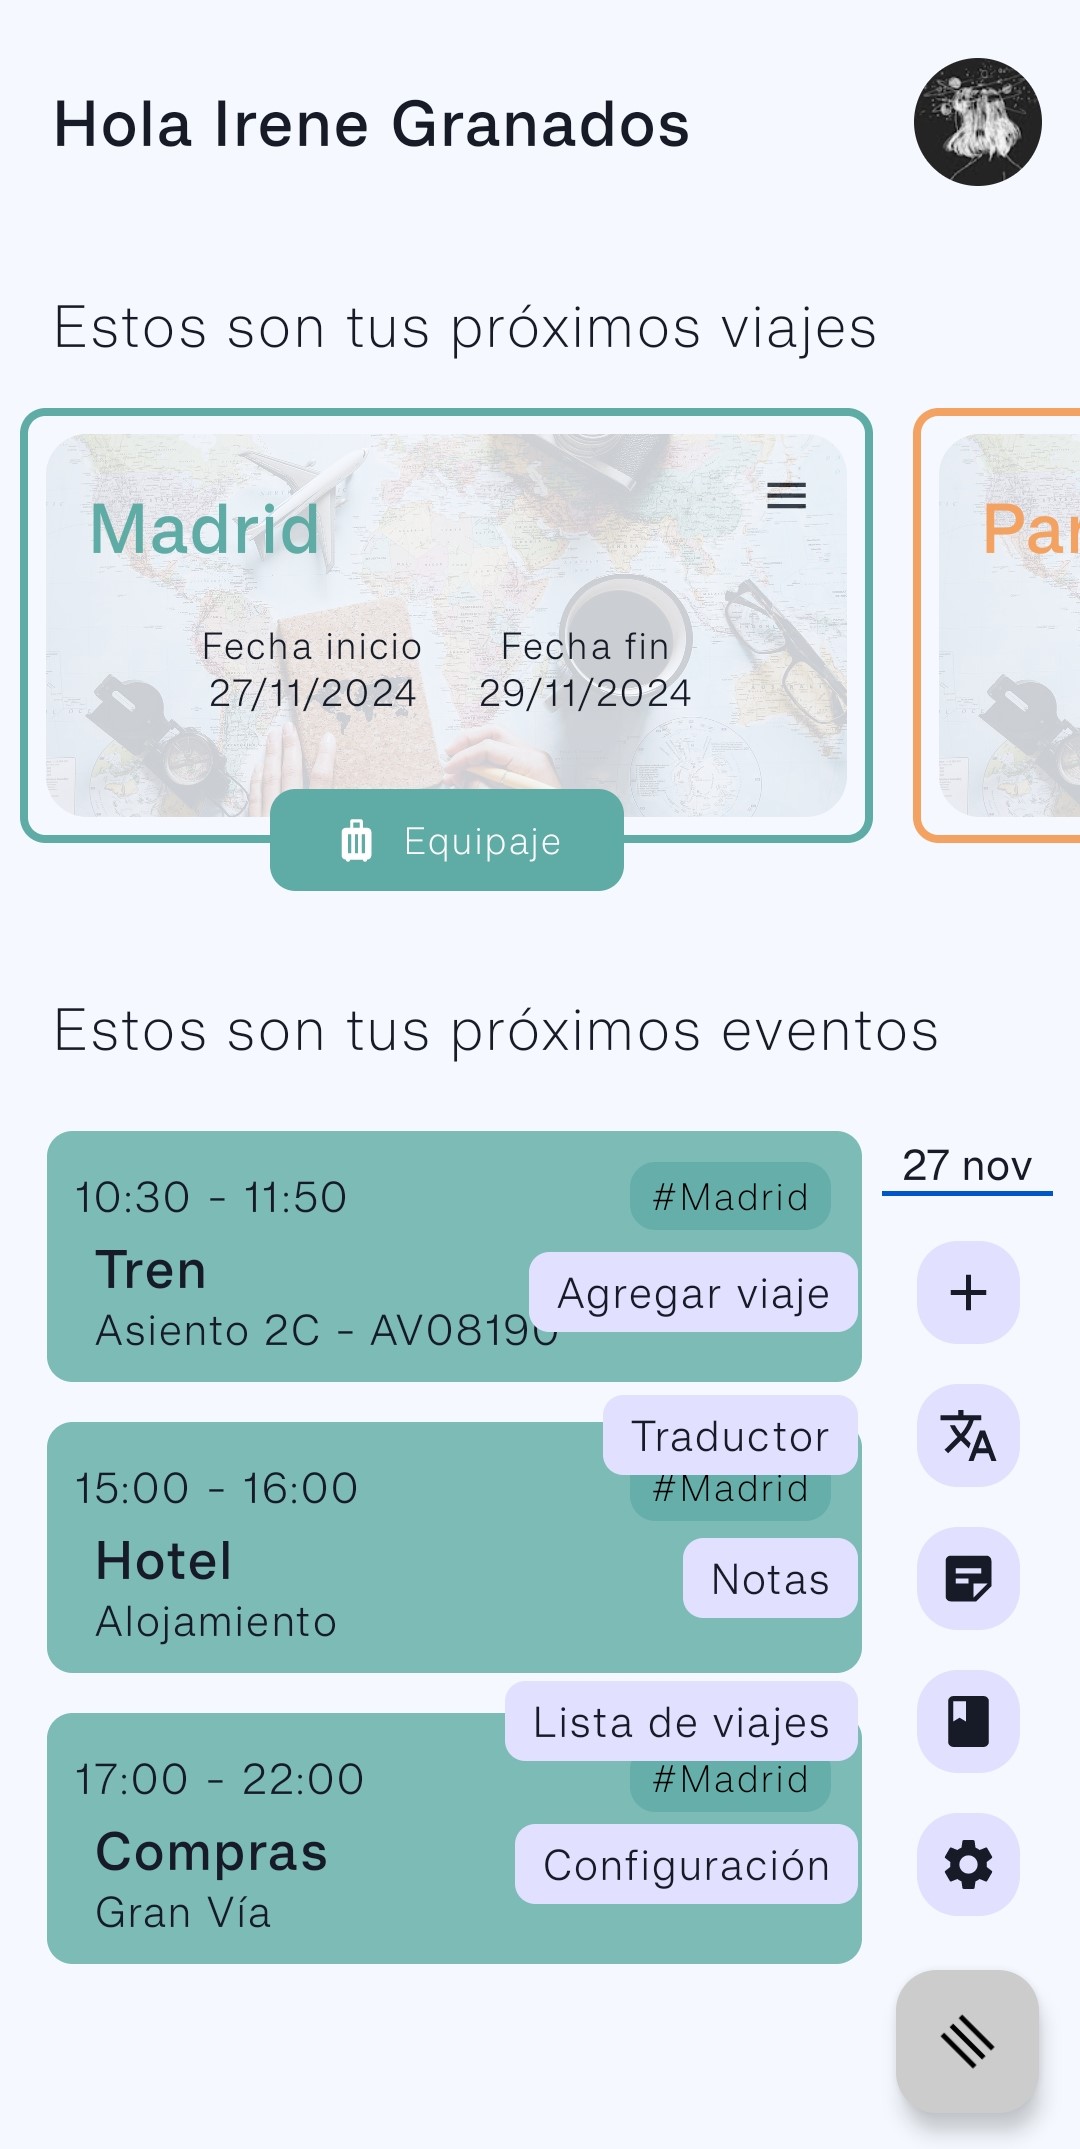 Hola Irene Granados
Estos son tus próximos viajes
Madrid
Fecha inicio
27/11/2024
Fecha fin
29/11/2024
Equipaje
Estos son tus próximos eventos
27 nov
10:30 - 11:50
#Madrid
Tren
Asiento 2C - AV08190
Agregar viaje
Traductor
15:00 - 16:00
#Madrid
Hotel
Alojamiento
Notas
Lista de viajes
17:00 - 22:00
#Madrid
Compras
Gran Vía
Configuración